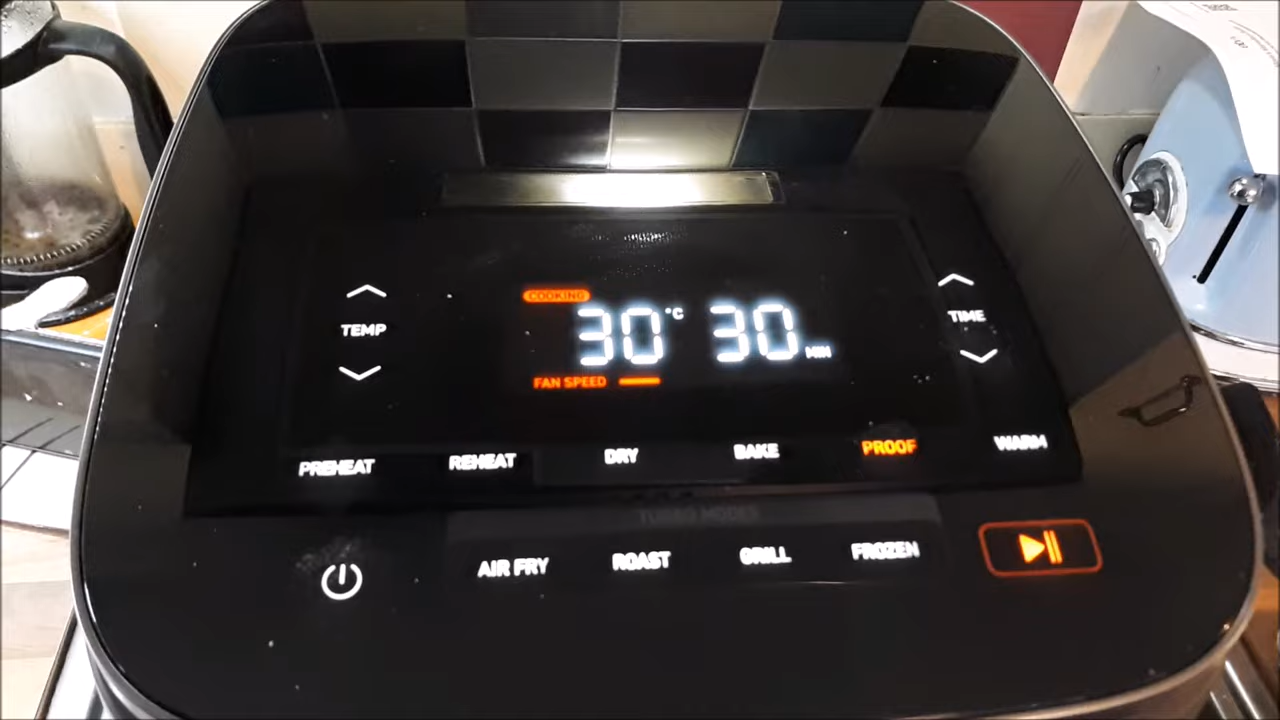 COOKING
30°C 30 MIN
FAN SPEED
TEMP
TIME
PREHEAT REHEAT DRY BAKE PROOF WARM
TURBO MODES
AIR FRY ROAST GRILL FROZEN